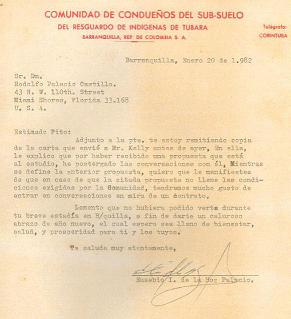 COMUNIDAD DE CONDUEÑOS DEL SUB-SUELO
DEL RESGUARDO DE INDIGENAS DE TUBARA
BARRANQUILLA, REP. DE COLOMBIA S. A.
Telégrafo:
CORINTUBA
Barranquilla, Enero 20 de 1.982
Sr. Dn.
Rodolfo Palacio Castillo.
43 N. W. 110th. Street
Miami Shores, Florida 33.168
U. S. A.
Estimado Fito:
Adjunto a la pte. te estoy remitiendo copia
de la carta que envié a Mr. Kelly antes de ayer, En ella,
le explico que por haber recibido una propuesta que está
al estudio, he postergado las conversaciones con él. Mientras
se define la anterior propuesta, quiero que le manifiestes
de que en caso de que la citada propuesta no llene las condi-
ciones exigidas por la Comunidad, tendremos mucho gusto de
entrar en conversaciones en mira de un contrato.
Lamento que no hubiera podido verte durante
tu breve estadía en B/quilla, a fin de darte un caluroso
abrazo de año nuevo, el cual espero sea lleno de bienestar,
salud, y prosperidad para ti y los tuyos.
Te saluda muy atentamente,
Eusebio I. de la Hoz Palacio.